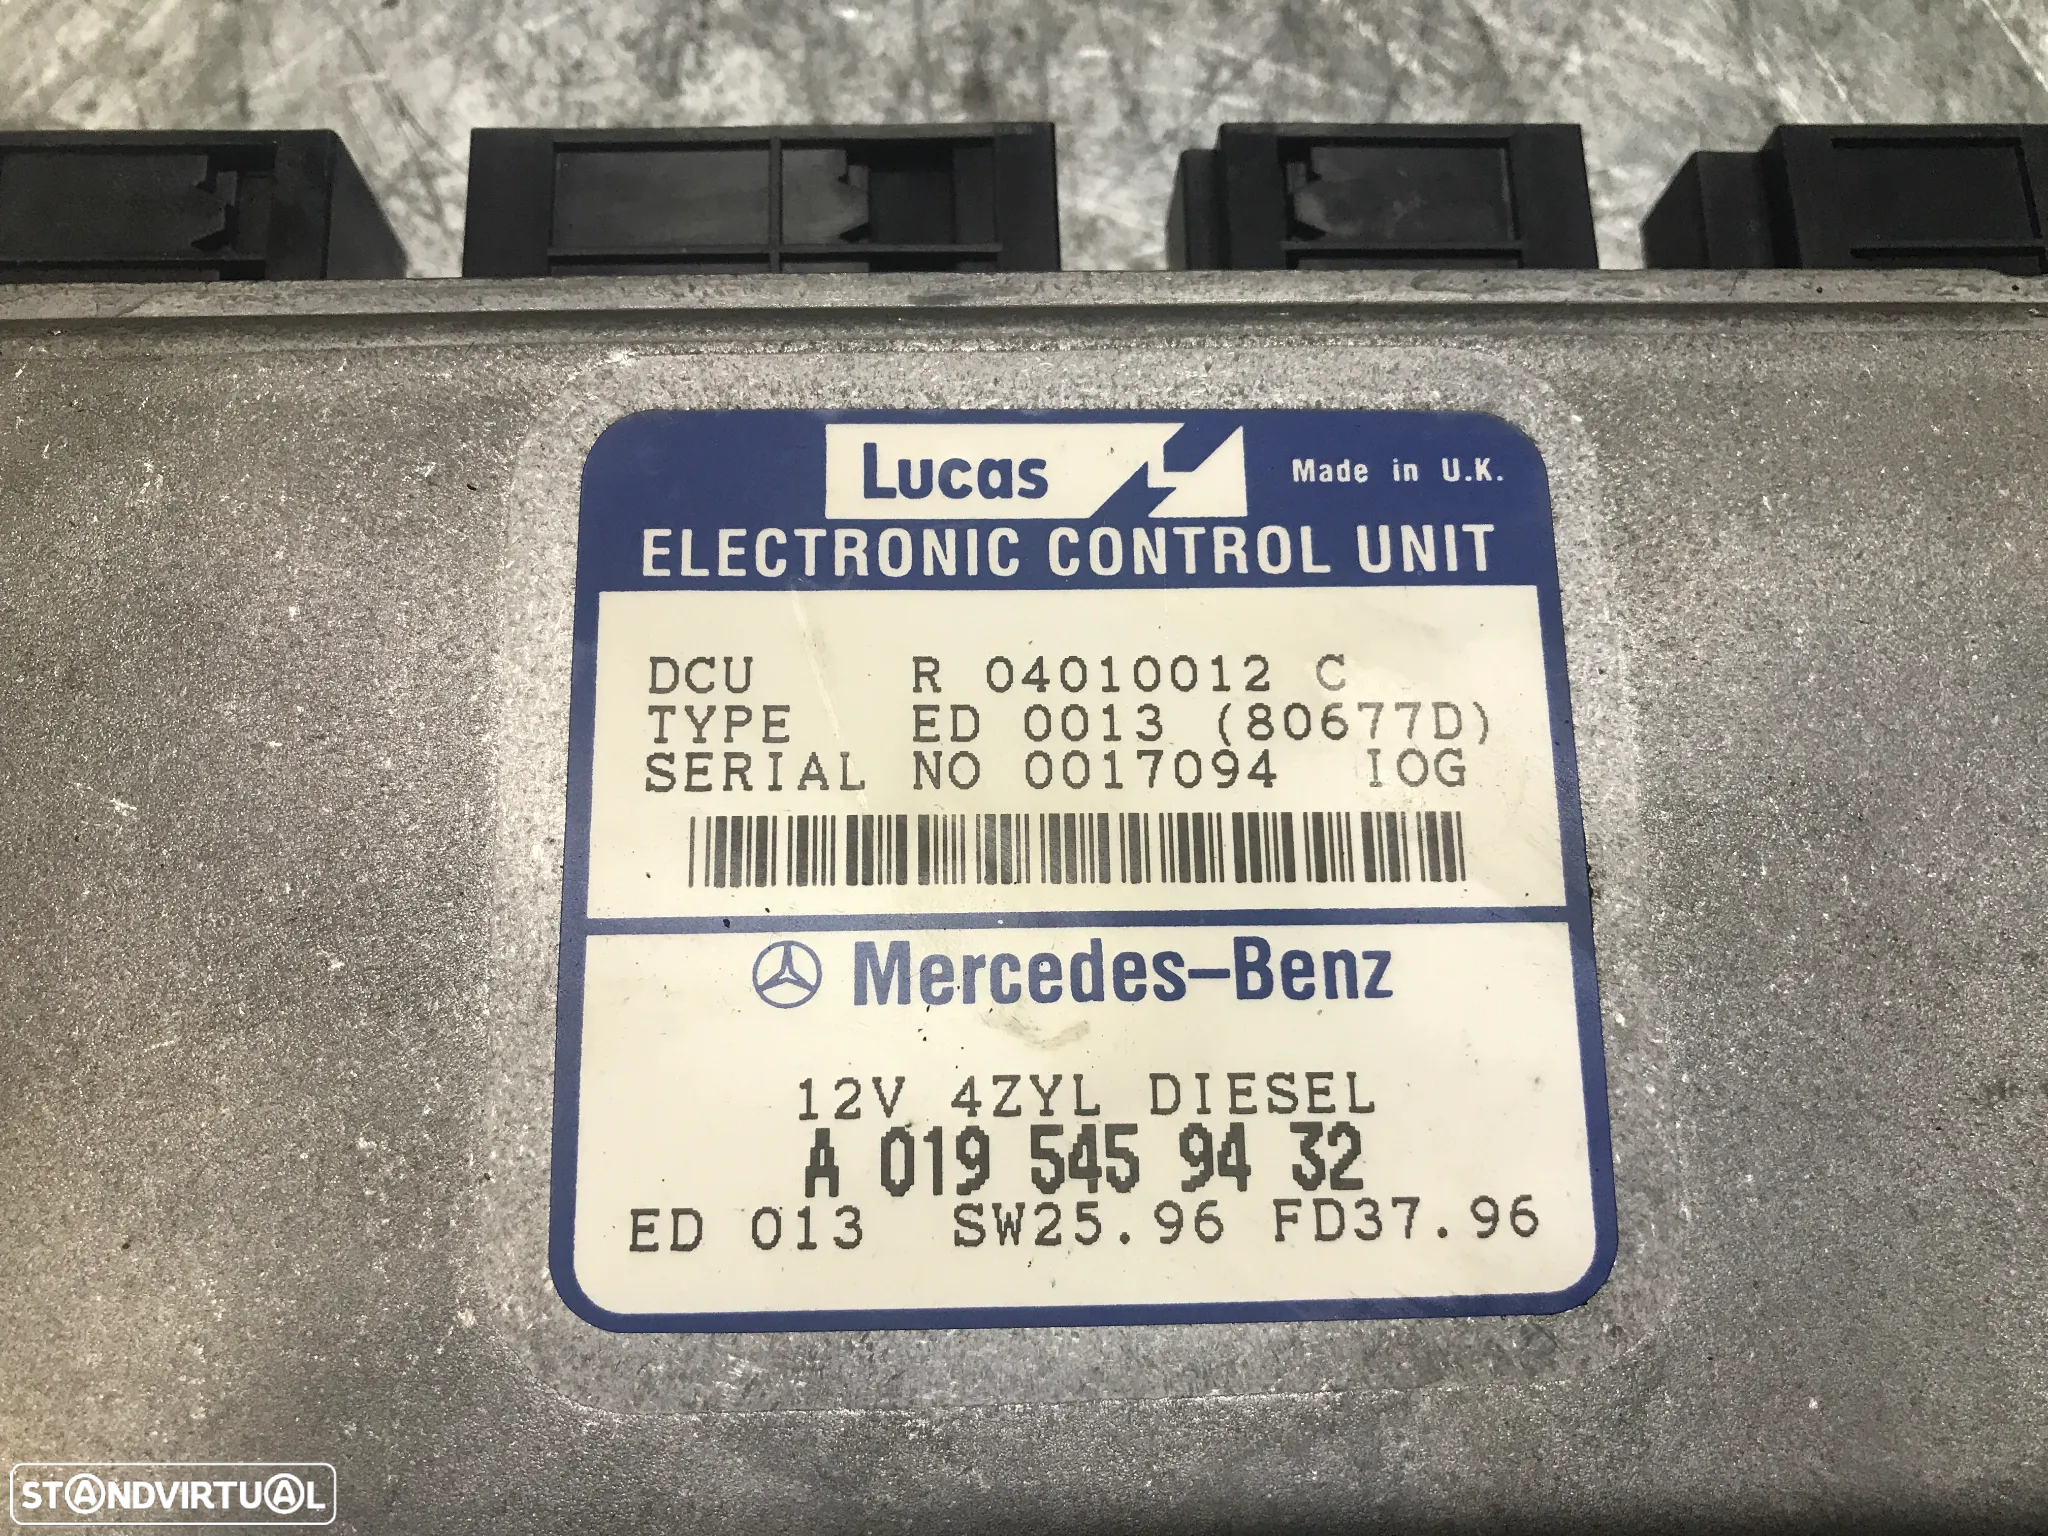 Lucas
Made in U.K.
ELECTRONIC CONTROL UNIT
DCU R 04010012 C
TYPE ED 0013 (80677D)
SERIAL NO 0017094 IOG
Mercedes-Benz
12V 4ZYL DIESEL
A 019 545 94 32
ED 013 SW25.96 FD37.96
STANDVIRTUAL